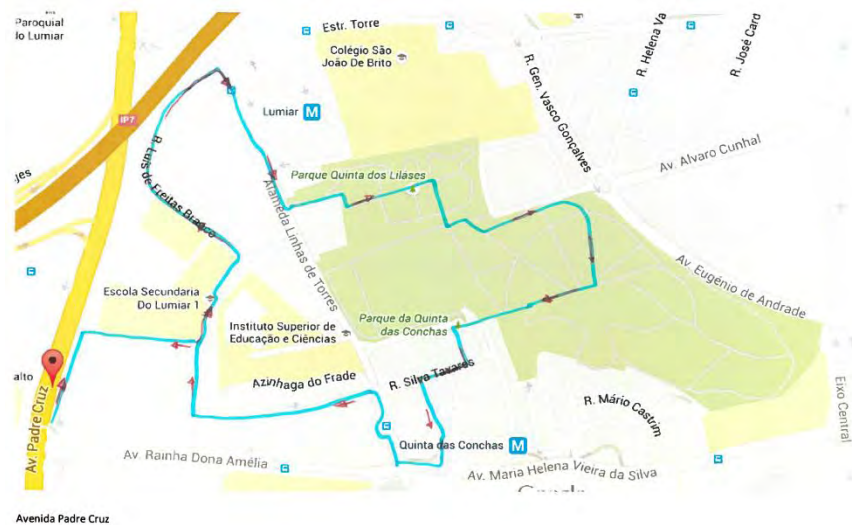 Paroquial
lo Lumiar
Estr. Torre
Colégio São
João De Brito
R. Helena Va
R. José Card
R. Gen. Vasco Gonçalves
Lumiar M
IP7
R. Luis de Freitas Branco
jes
Av. Alvaro Cunhal
Parque Quinta dos Lilases
Alameda Linhas de Torres
Av. Eugénio de Andrade
Escola Secundaria
Do Lumiar 1
Instituto Superior de
Educação e Ciências
Parque da Quinta
das Conchas
alto
Av. Padre Cruz
Azinhaga do Frade
R. Silva Tavares
R. Mário Castrim
Eixo Central
Quinta das Conchas M
Av. Rainha Dona Amélia
Av. Maria Helena Vieira da Silva
Avenida Padre Cruz